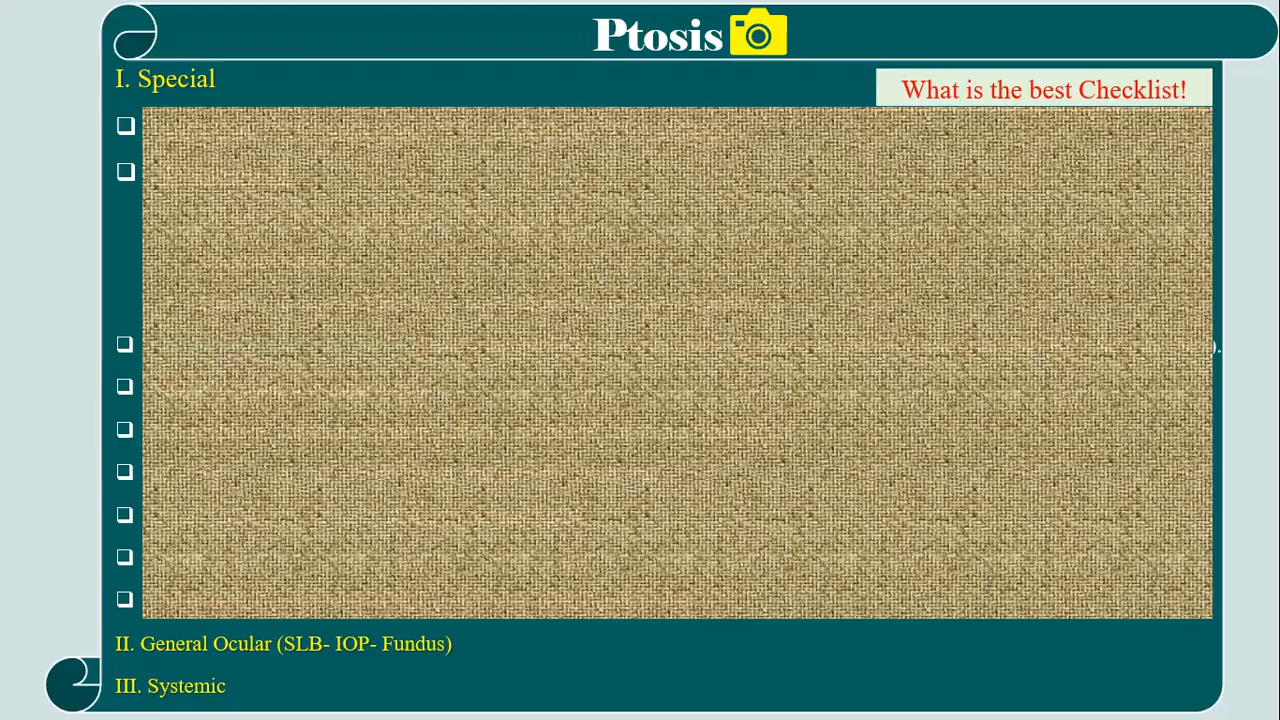 Ptosis
I. Special
What is the best Checklist!
).
II. General Ocular (SLB- IOP- Fundus)
III. Systemic